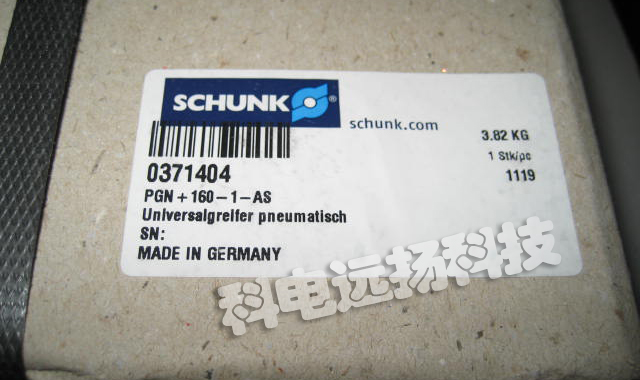 SCHUNK
®
schunk.com
3.82 KG
1 Stk/pc
0371404
1119
PGN+160-1-AS
Universalgreifer pneumatisch
SN:
MADE IN GERMANY
科电远扬科技